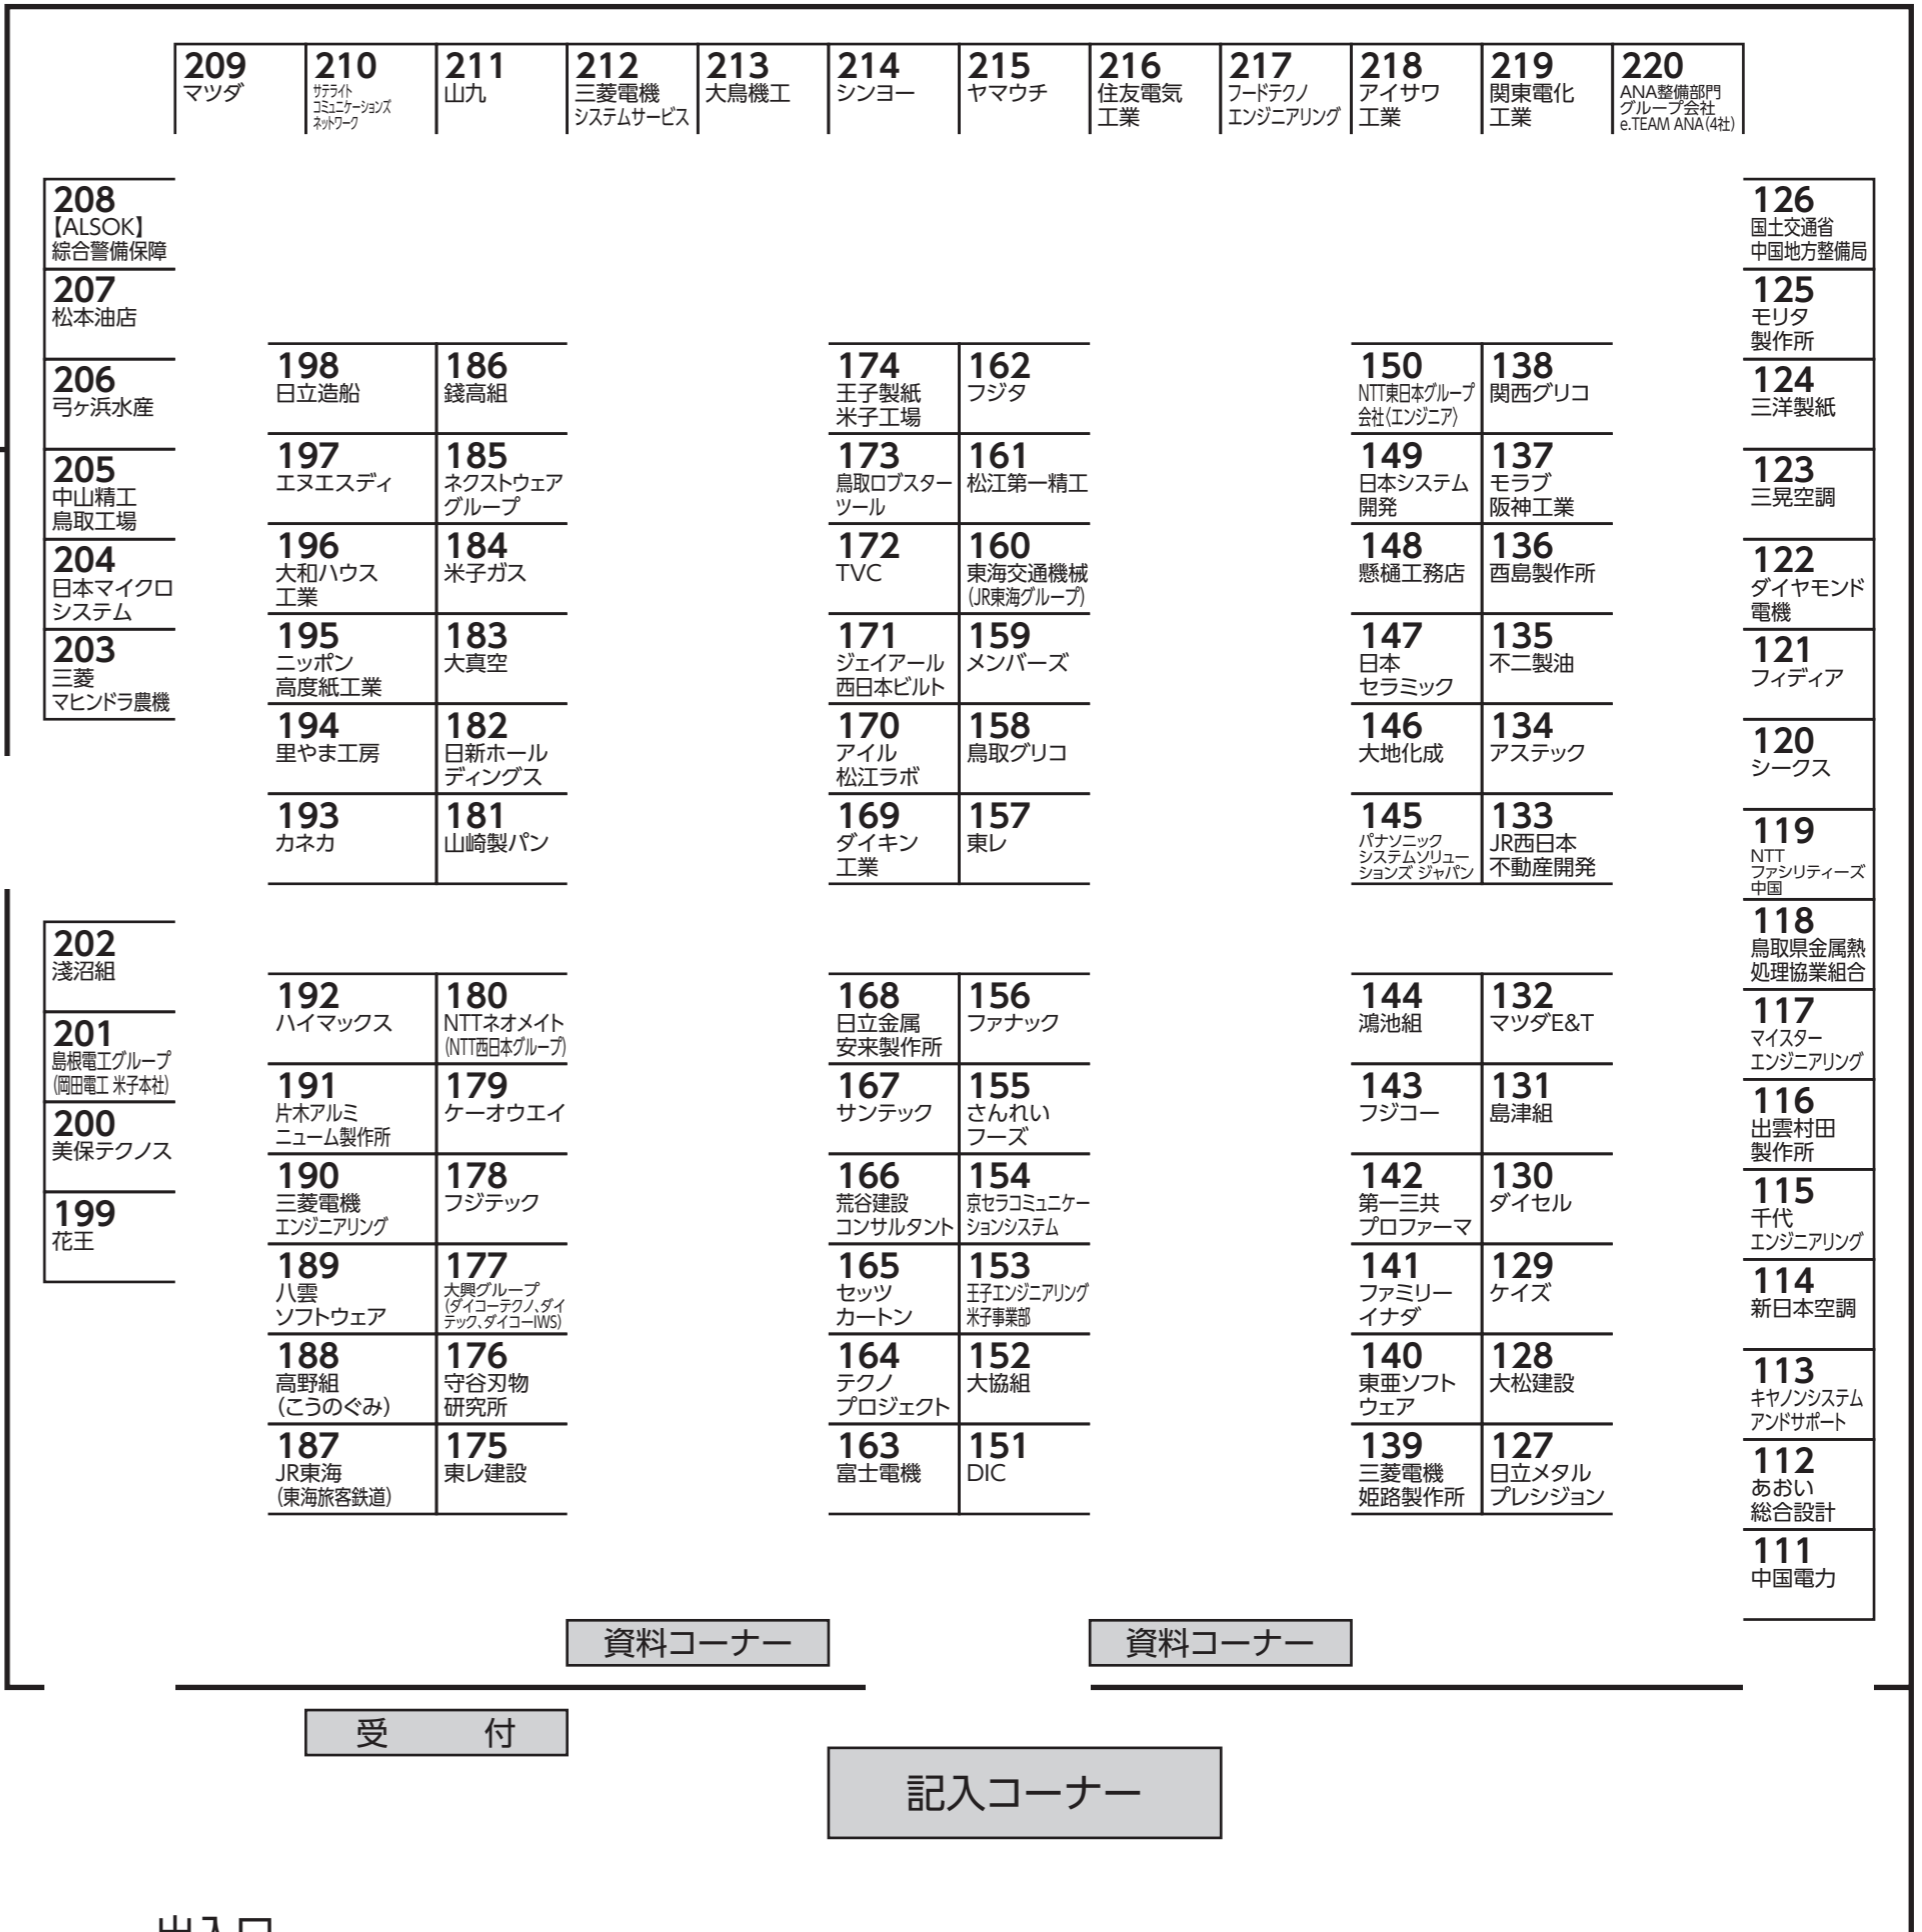 209
マツダ
210
サテライト
コミュニケーションズ
ネットワーク
211
山九
212
三菱電機
システムサービス
213
大鳥機工
214
シンヨー
215
ヤマウチ
216
住友電気
工業
217
フードテクノ
エンジニアリング
218
アイサワ
工業
219
関東電化
工業
220
ANA整備部門
グループ会社
e.TEAM ANA(4社)
208
【ALSOK】
綜合警備保障
207
松本油店
206
弓ヶ浜水産
205
中山精工
鳥取工場
204
日本マイクロ
システム
203
三菱
マヒンドラ農機
202
淺沼組
201
島根電工グループ
(岡田電工 米子本社)
200
美保テクノス
199
花王
198
日立造船
197
エヌエスディ
196
大和ハウス
工業
195
ニッポン
高度紙工業
194
里やま工房
193
カネカ
186
錢高組
185
ネクストウェア
グループ
184
米子ガス
183
大真空
182
日新ホール
ディングス
181
山崎製パン
192
ハイマックス
191
片木アルミ
ニューム製作所
190
三菱電機
エンジニアリング
189
八雲
ソフトウェア
188
高野組
(こうのぐみ)
187
JR東海
(東海旅客鉄道)
180
NTTネオメイト
(NTT西日本グループ)
179
ケーオウエイ
178
フジテック
177
大興グループ
(ダイコーテクノ、ダイ
テック、ダイコーIWS)
176
守谷刃物
研究所
175
東レ建設
174
王子製紙
米子工場
173
鳥取ロブスター
ツール
172
TVC
171
ジェイアール
西日本ビルト
170
アイル
松江ラボ
169
ダイキン
工業
162
フジタ
161
松江第一精工
160
東海交通機械
(JR東海グループ)
159
メンバーズ
158
鳥取グリコ
157
東レ
168
日立金属
安来製作所
167
サンテック
166
荒谷建設
コンサルタント
165
セッツ
カートン
164
テクノ
プロジェクト
163
富士電機
156
ファナック
155
さんれい
フーズ
154
京セラコミュニケー
ションシステム
153
王子エンジニアリング
米子事業部
152
大協組
151
DIC
150
NTT東日本グループ
会社〈エンジニア〉
149
日本システム
開発
148
懸樋工務店
147
日本
セラミック
146
大地化成
145
パナソニック
システムソリュー
ションズ ジャパン
138
関西グリコ
137
モラブ
阪神工業
136
酉島製作所
135
不二製油
134
アステック
133
JR西日本
不動産開発
144
鴻池組
143
フジコー
142
第一三共
プロファーマ
141
ファミリー
イナダ
140
東亜ソフト
ウェア
139
三菱電機
姫路製作所
132
マツダE&T
131
島津組
130
ダイセル
129
ケイズ
128
大松建設
127
日立メタル
プレシジョン
126
国土交通省
中国地方整備局
125
モリタ
製作所
124
三洋製紙
123
三晃空調
122
ダイヤモンド
電機
121
フィディア
120
シークス
119
NTT
ファシリティーズ
中国
118
鳥取県金属熱
処理協業組合
117
マイスター
エンジニアリング
116
出雲村田
製作所
115
千代
エンジニアリング
114
新日本空調
113
キヤノンシステム
アンドサポート
112
あおい
総合設計
111
中国電力
資料コーナー
資料コーナー
受　付
記入コーナー
出入口